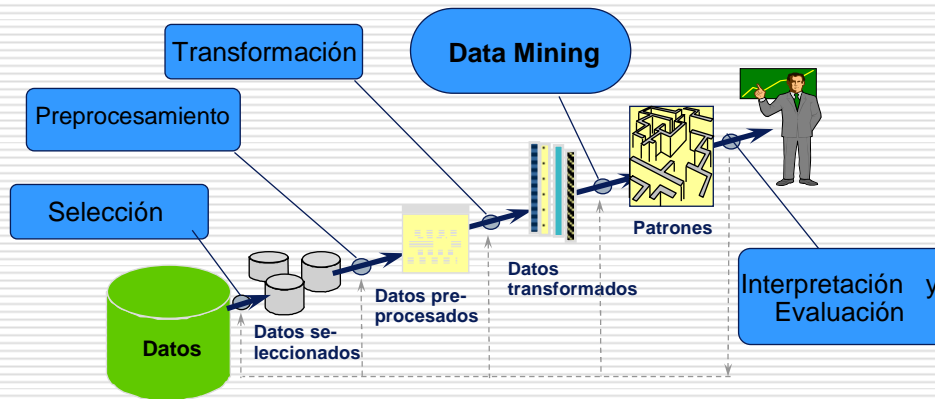 Transformación
Data Mining
Preprocesamiento
Selección
Patrones
Datos
transformados
Interpretación y
Evaluación
Datos pre-
procesados
Datos se-
leccionados
Datos